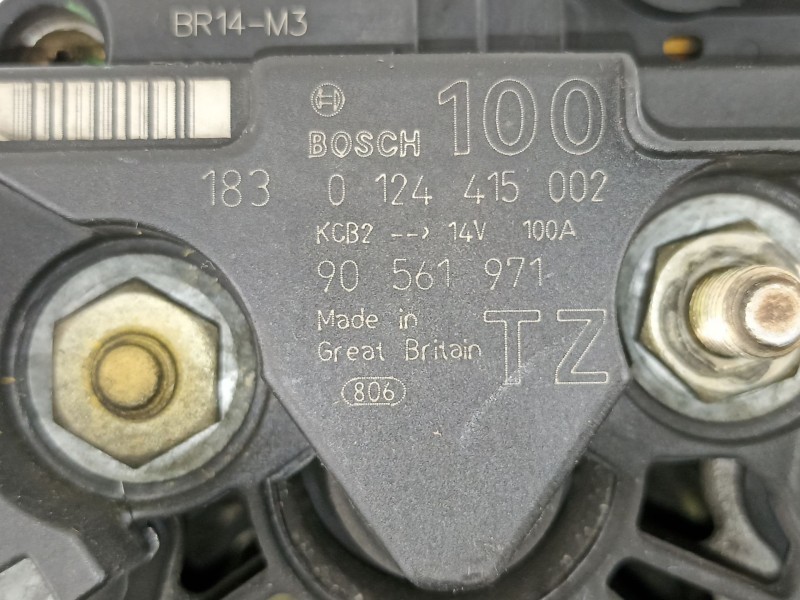 BR14-M3
BOSCH 100
183 0 124 415 002
KCB2 --> 14V 100A
90 561 971
Made in
Great Britain TZ
806